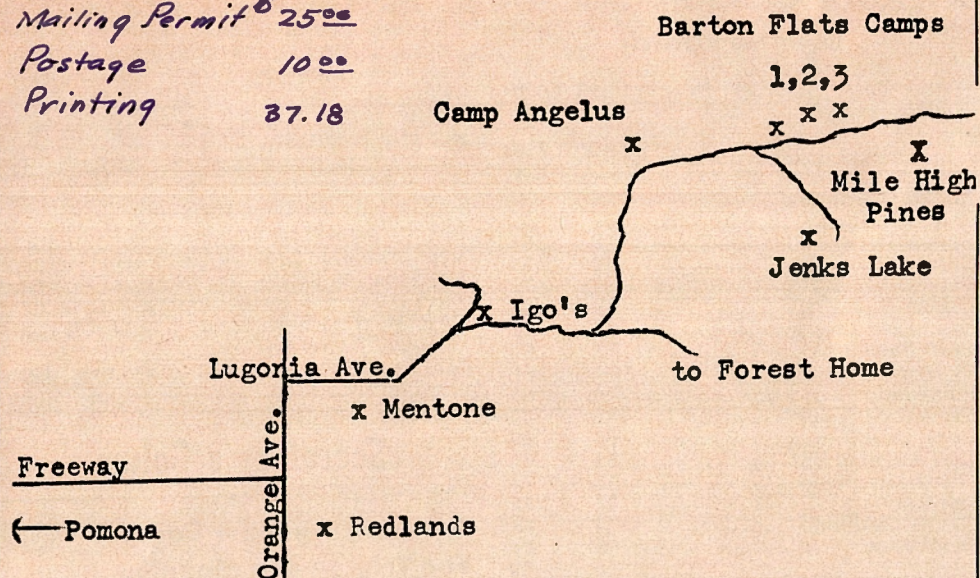 Mailing Permit 25 00
Postage 10 00
Printing 37.18
Barton Flats Camps
1,2,3
x x x
Camp Angelus
x
x
Mile High
Pines
x
Jenks Lake
x Igo's
to Forest Home
Lugonia Ave.
x Mentone
Orange Ave.
Freeway
Pomona
x Redlands